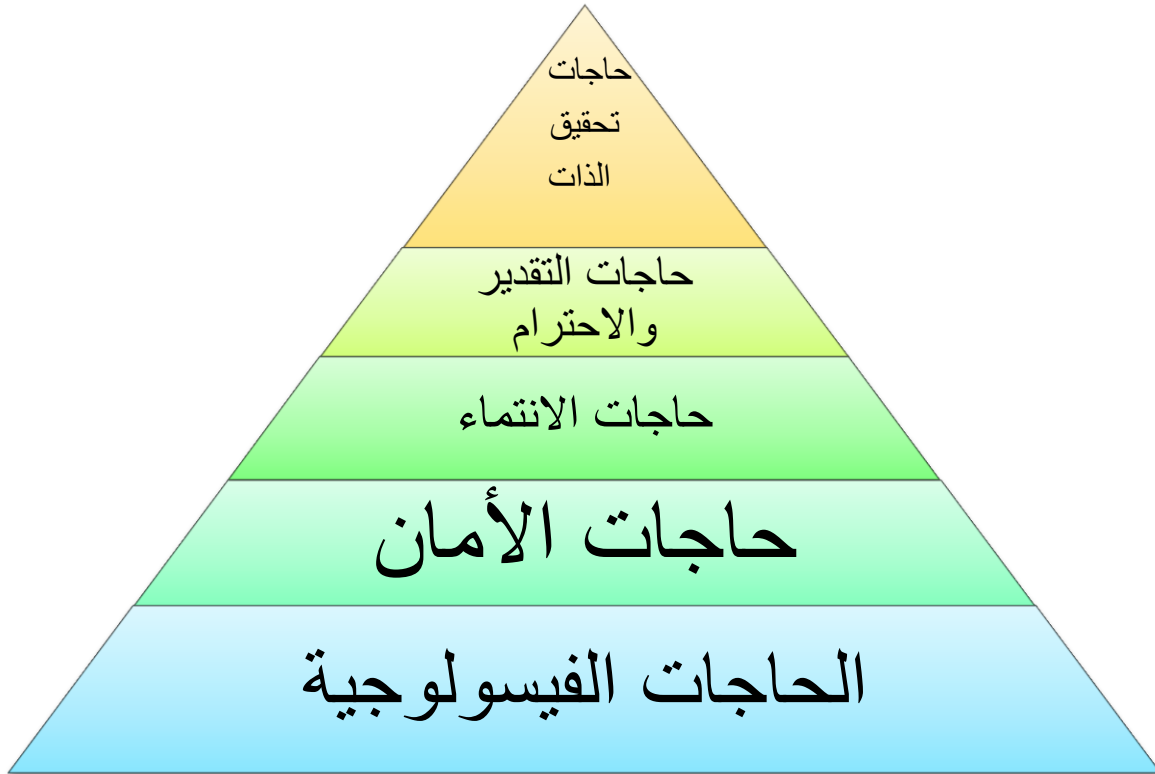 حاجات
تحقيق
الذات
حاجات التقدير
والاحترام
حاجات الانتماء
حاجات الأمان
الحاجات الفيسولوجية